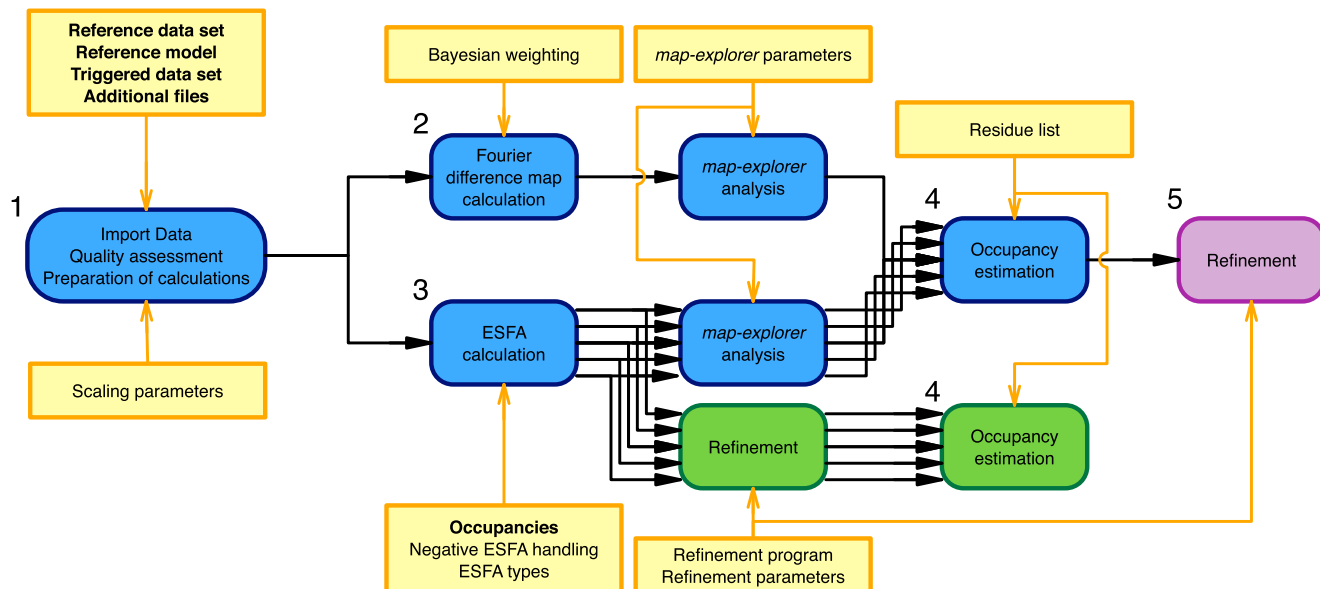 Reference data set
Reference model
Triggered data set
Additional files
Bayesian weighting
map-explorer parameters
Residue list
1
Import Data
Quality assessment
Preparation of calculations
Scaling parameters
2
Fourier
difference map
calculation
map-explorer
analysis
3
ESFA
calculation
map-explorer
analysis
4
Occupancy
estimation
5
Refinement
Refinement
4
Occupancy
estimation
Occupancies
Negative ESFA handling
ESFA types
Refinement program
Refinement parameters